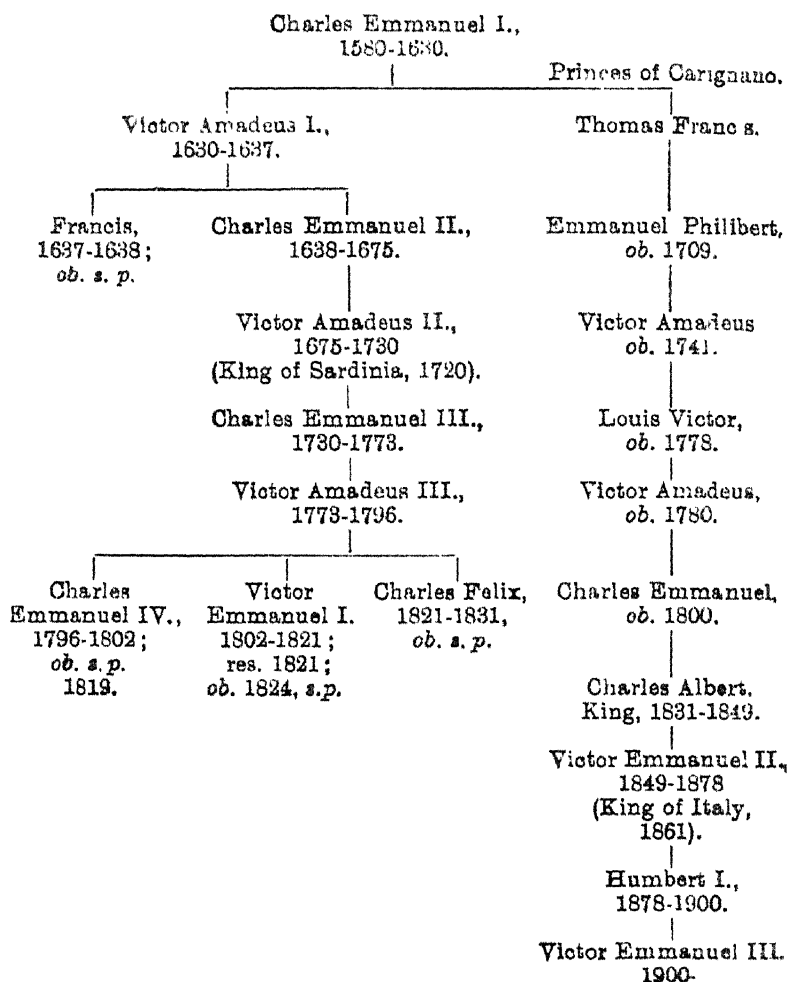 Charles Emmanuel I.,
1580-1630.
Princes of Carignano.
Victor Amadeus I.,
1630-1637.
Thomas Franc s.
Francis,
1637-1638;
ob. s. p.
Charles Emmanuel II.,
1638-1675.
Emmanuel Philibert,
ob. 1709.
Victor Amadeus II.,
1675-1730
(King of Sardinia, 1720).
Victor Amadeus
ob. 1741.
Charles Emmanuel III.,
1730-1773.
Louis Victor,
ob. 1778.
Victor Amadeus III.,
1773-1796.
Victor Amadeus,
ob. 1780.
Charles
Emmanuel IV.,
1796-1802;
ob. s. p.
1819.
Victor
Emmanuel I.
1802-1821;
res. 1821;
ob. 1824, s.p.
Charles Felix,
1821-1831,
ob. s. p.
Charles Emmanuel,
ob. 1800.
Charles Albert,
King, 1831-1849.
Victor Emmanuel II.,
1849-1878
(King of Italy,
1861).
Humbert I.,
1878-1900.
Victor Emmanuel III.
1900-